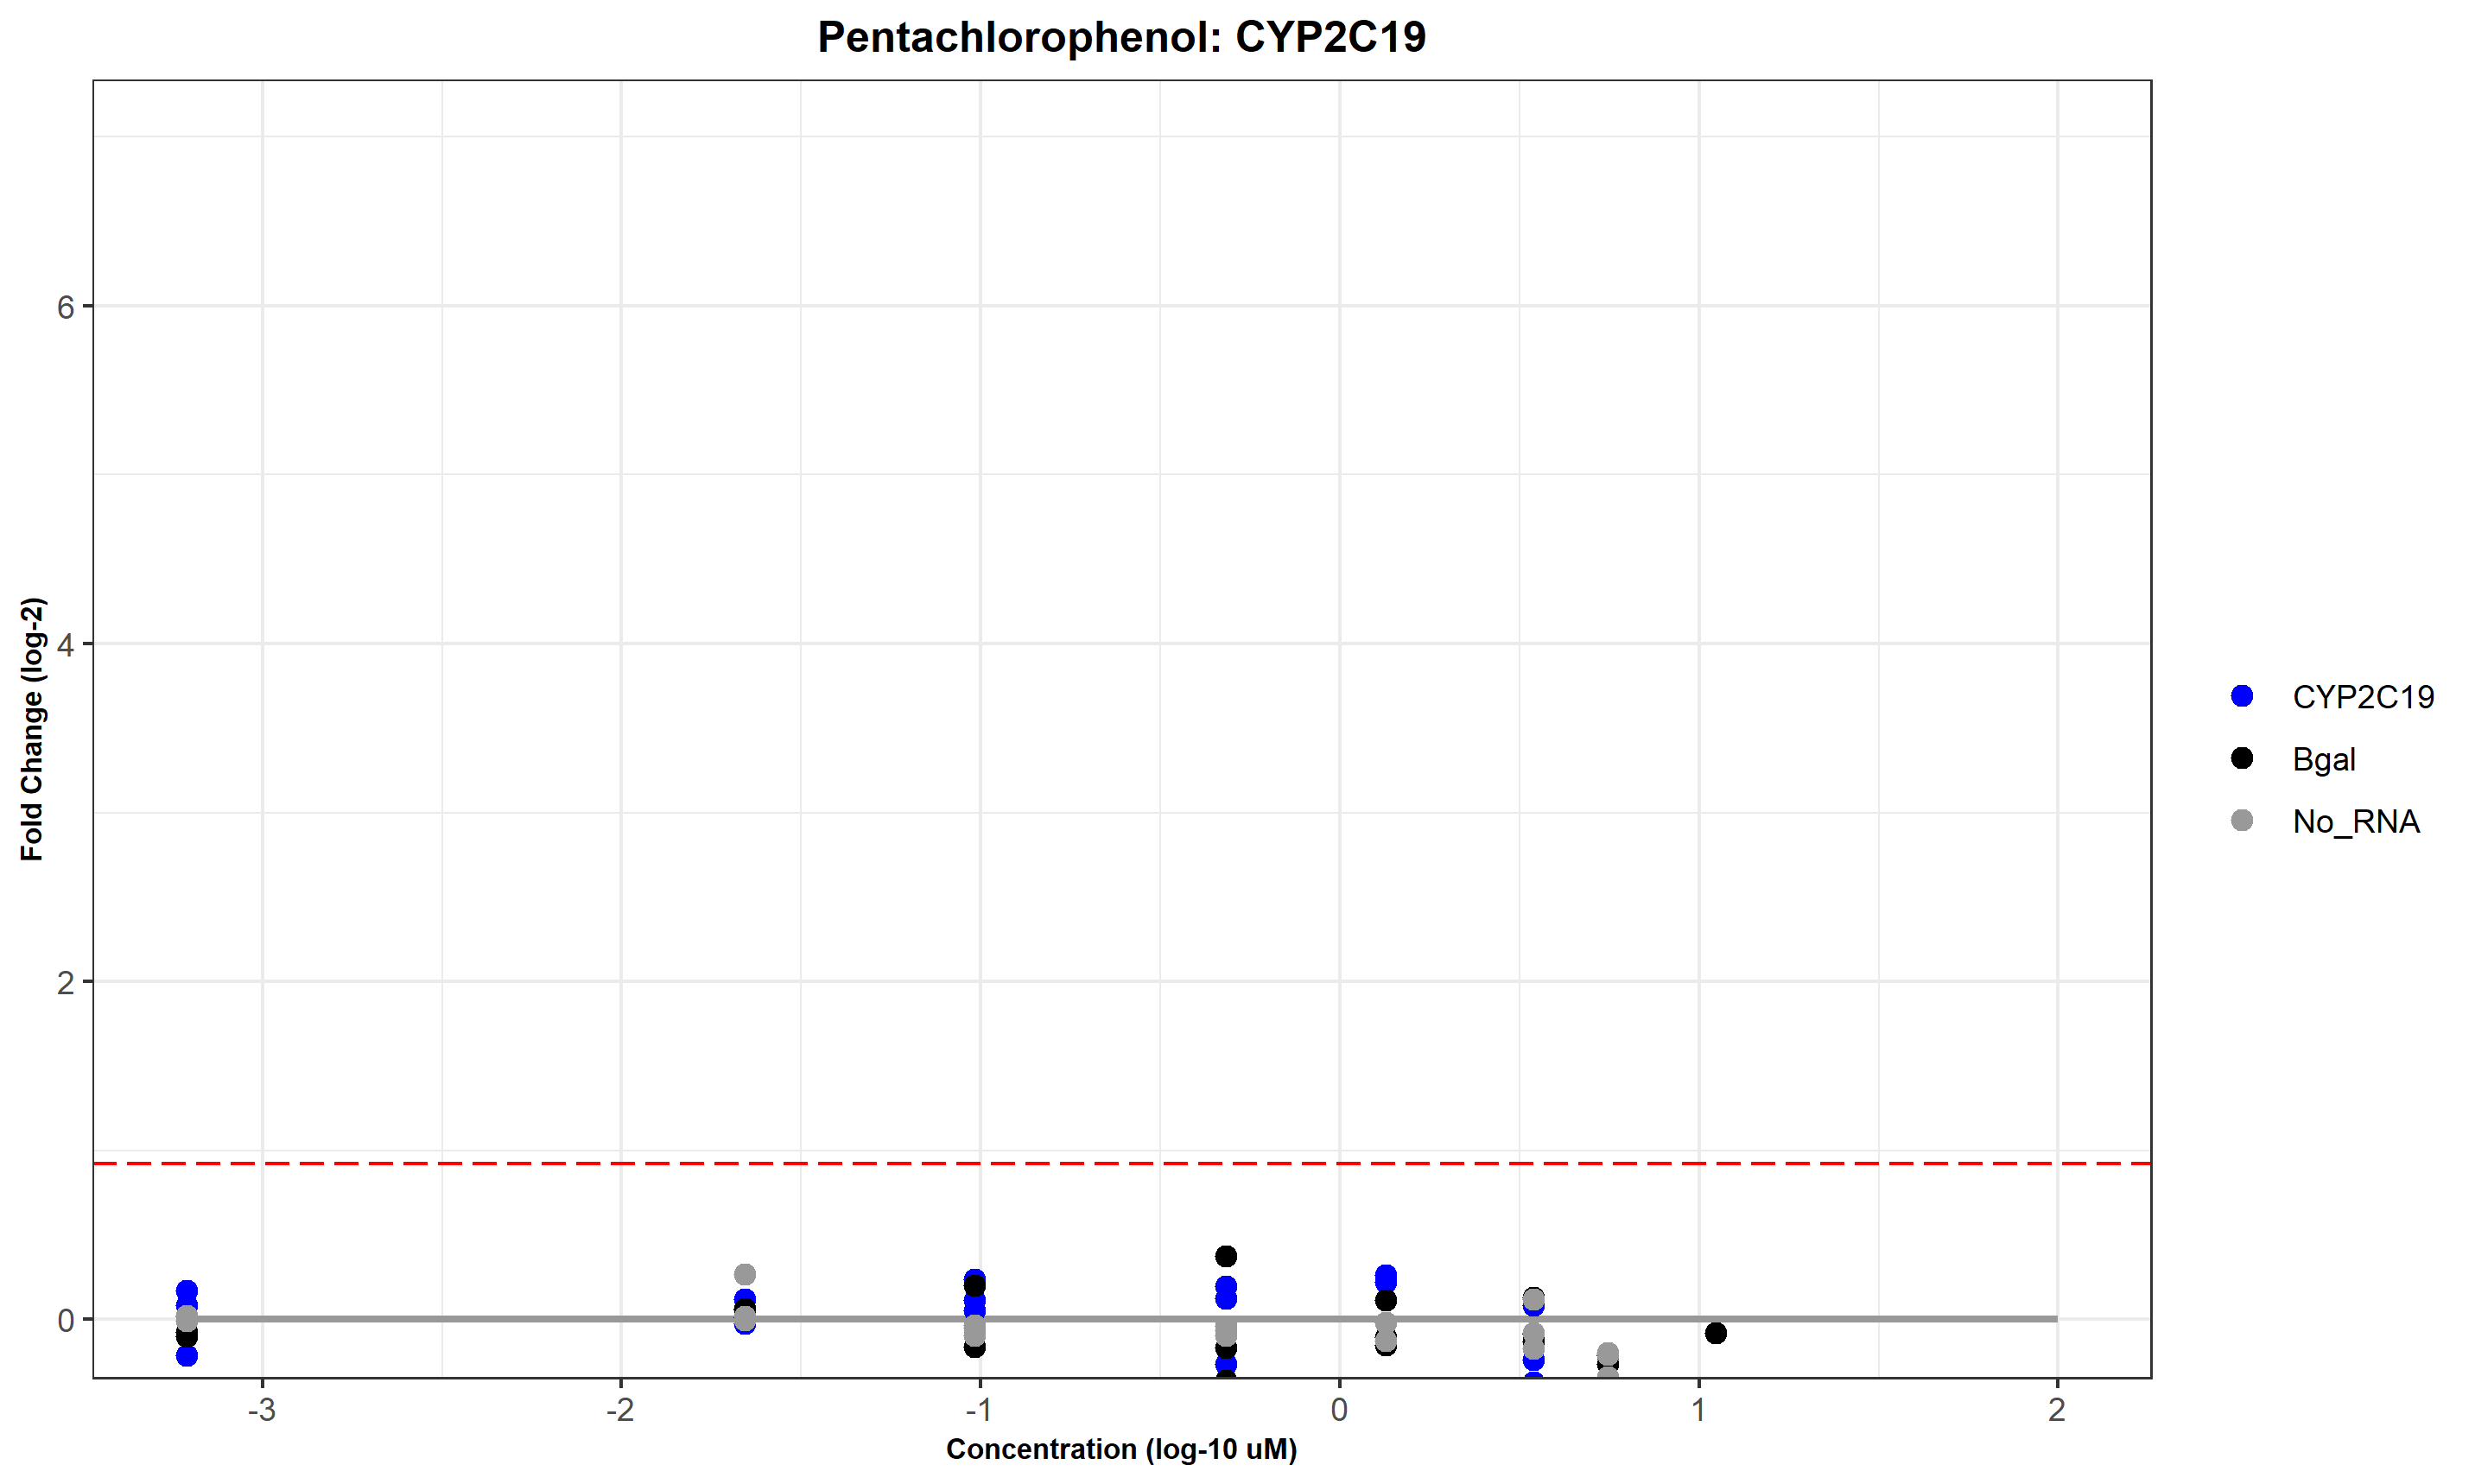 Pentachlorophenol: CYP2C19
Fold Change (log-2)
6
4
2
0
-3
-2
-1
0
1
2
Concentration (log-10 uM)
CYP2C19
Bgal
No_RNA